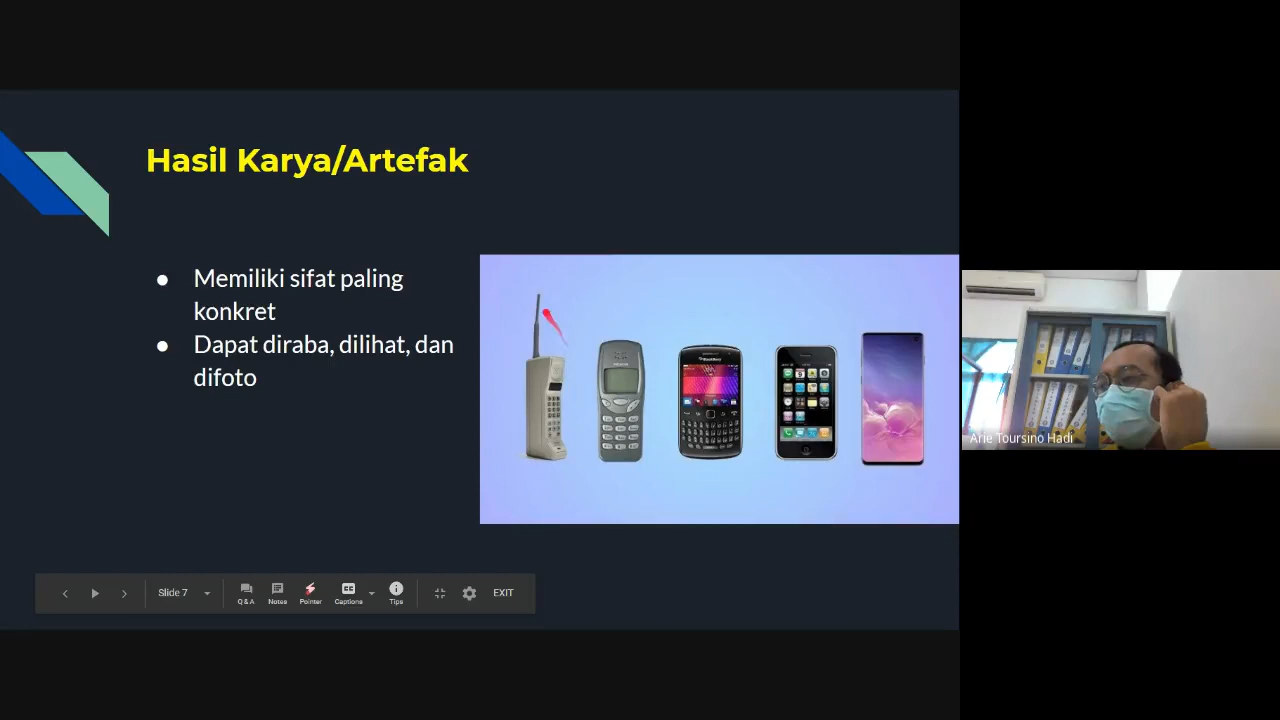 Hasil Karya/Artefak
● Memiliki sifat paling
konkret
● Dapat diraba, dilihat, dan
difoto
Arie Toursino Hadi
Slide 7
Q & A
Notes
Pointer
Captions
Tips
EXIT